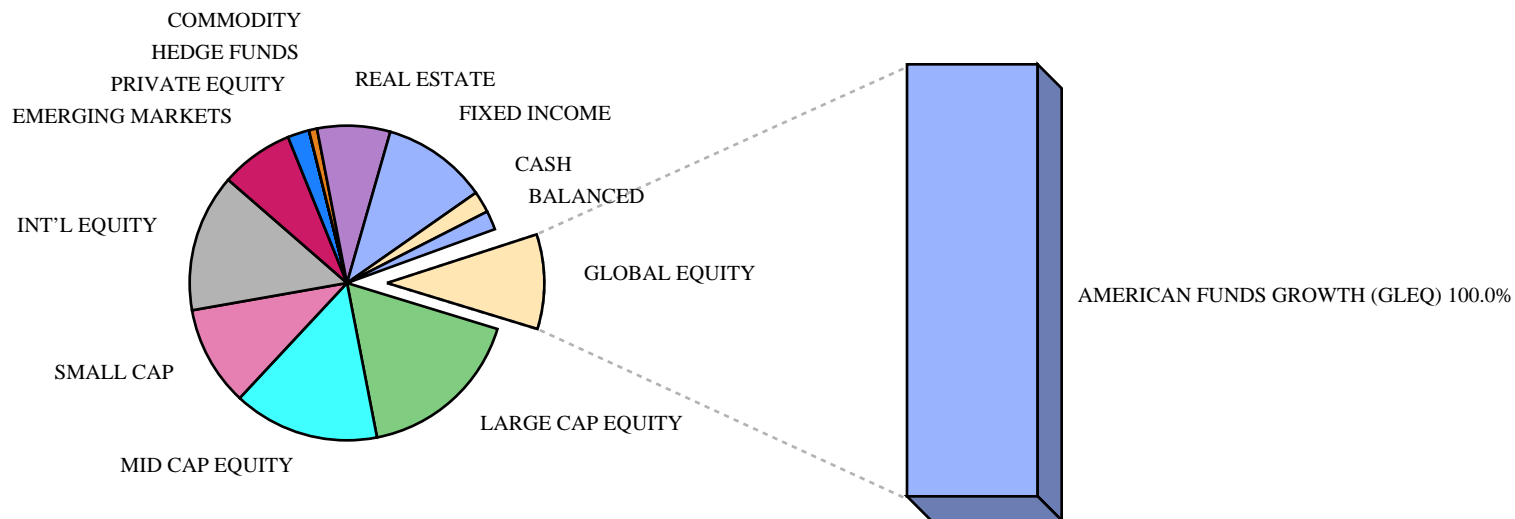 COMMODITY
HEDGE FUNDS
PRIVATE EQUITY
REAL ESTATE
EMERGING MARKETS
FIXED INCOME
CASH
BALANCED
INT’L EQUITY
GLOBAL EQUITY
AMERICAN FUNDS GROWTH (GLEQ) 100.0%
SMALL CAP
LARGE CAP EQUITY
MID CAP EQUITY